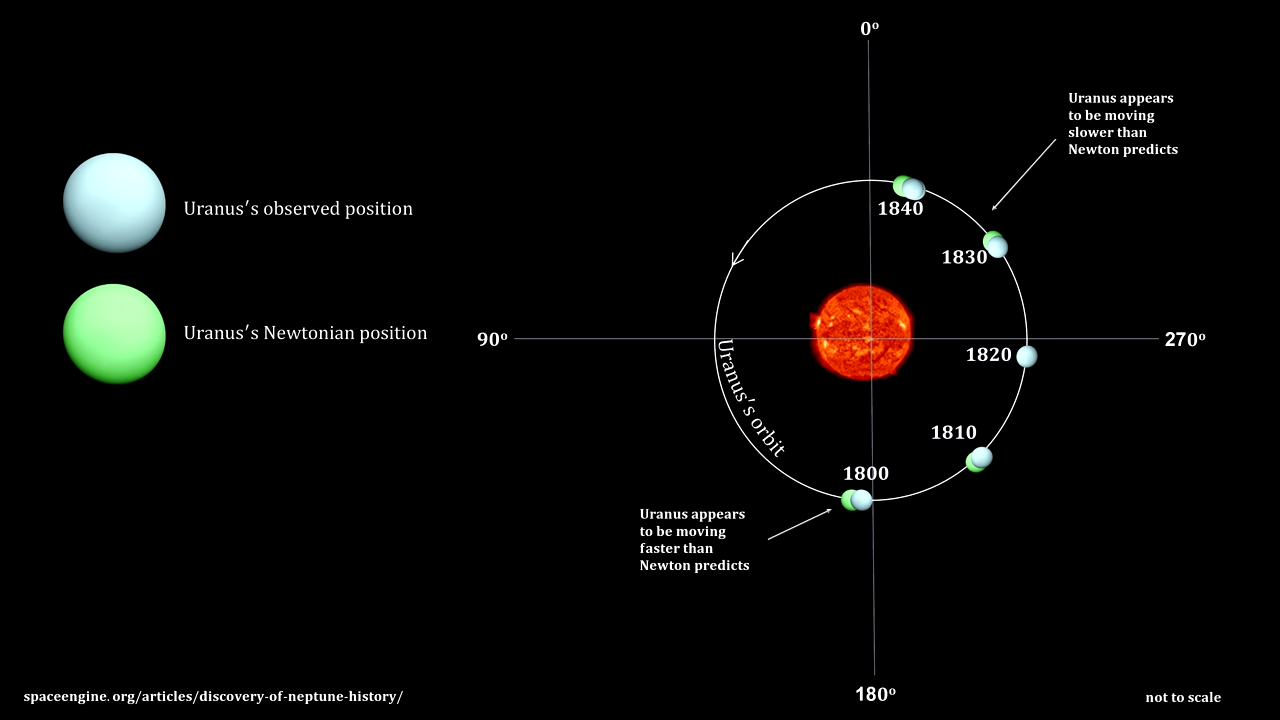 0º
Uranus appears
to be moving
slower than
Newton predicts
Uranus's observed position
1840
1830
Uranus's Newtonian position
90º
270º
1820
Uranus's orbit
1810
1800
Uranus appears
to be moving
faster than
Newton predicts
180º
spaceengine.org/articles/discovery-of-neptune-history/
not to scale